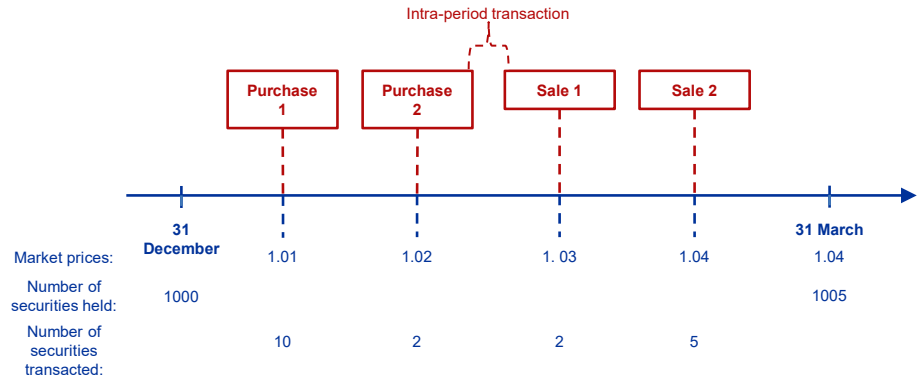 Intra-period transaction
Purchase
1
Purchase
2
Sale 1
Sale 2
31
December
31 March
Market prices:
1.01
1.02
1. 03
1.04
1.04
Number of
securities held:
1000
1005
Number of
securities
transacted:
10
2
2
5